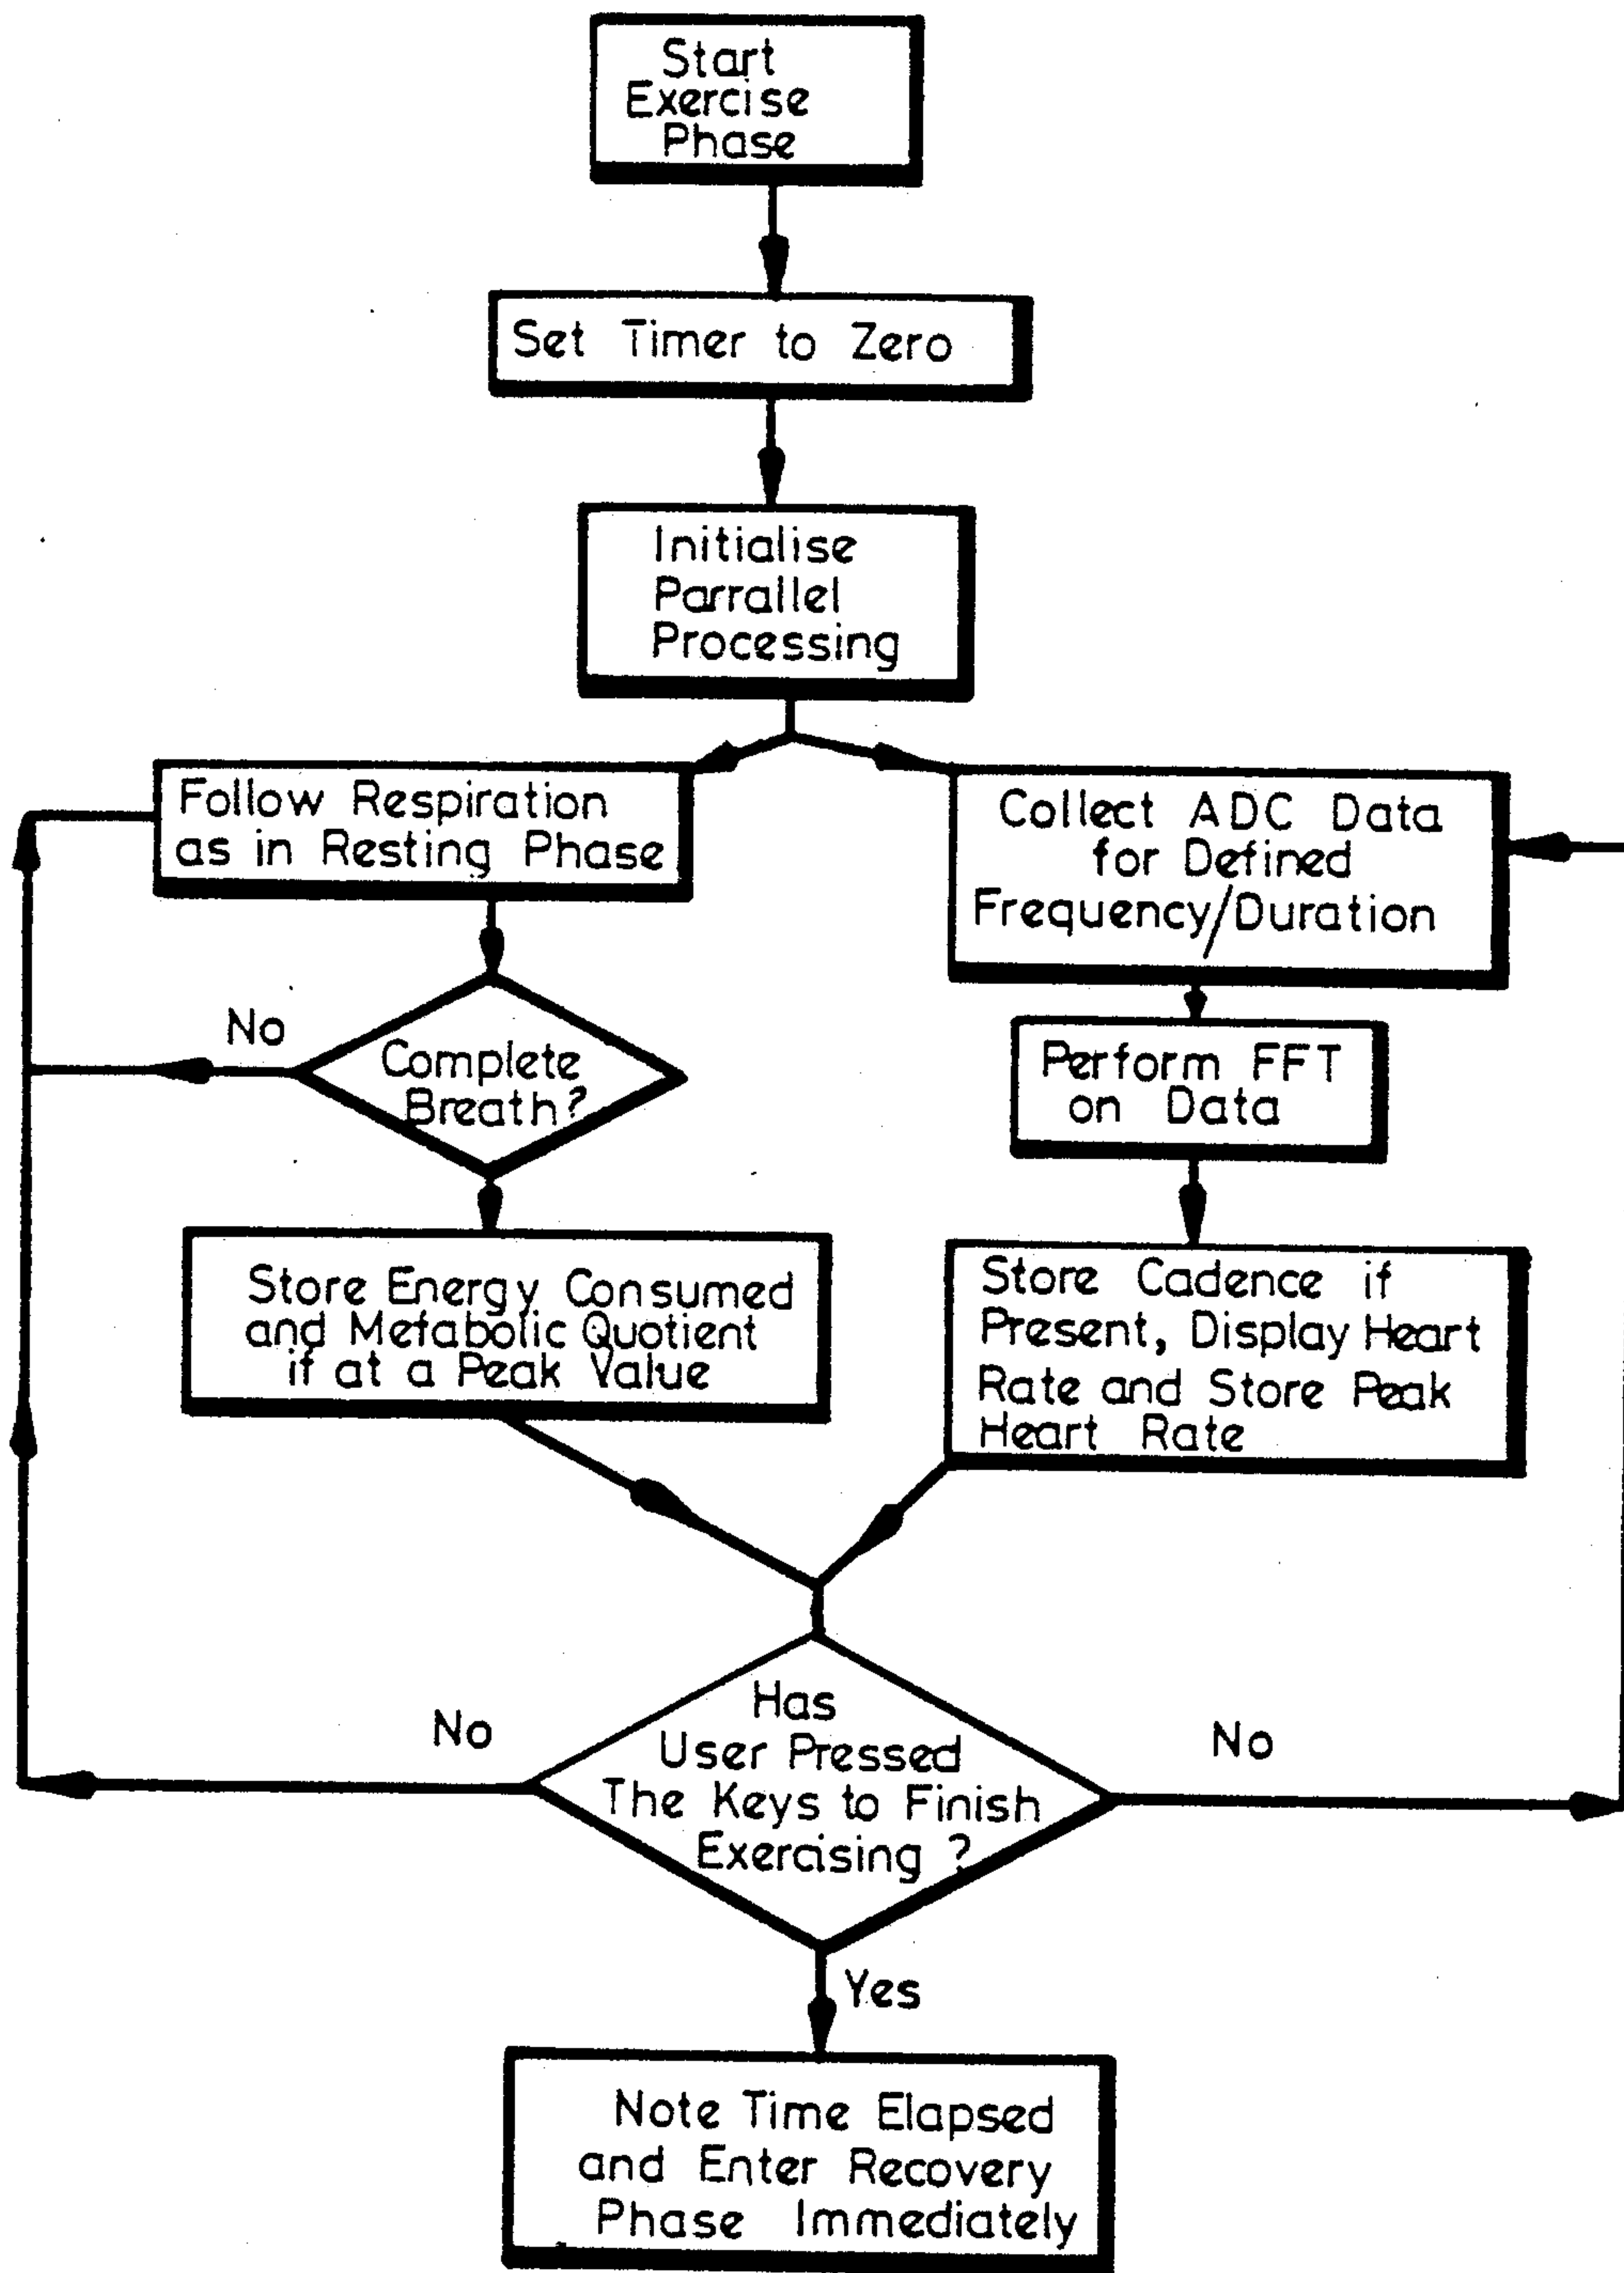 Start
Exercise
Phase
Set Timer to Zero
Initialise
Parrallel
Processing
Follow Respiration
as in Resting Phase
Collect ADC Data
for Defined
Frequency/Duration
No
Complete
Breath?
Perform FFT
on Data
Store Energy Consumed
and Metabolic Quotient
if at a Peak Value
Store Cadence if
Present, Display Heart
Rate and Store Peak
Heart Rate
No
Has
User Pressed
The Keys to Finish
Exercising ?
No
Yes
Note Time Elapsed
and Enter Recovery
Phase Immediately